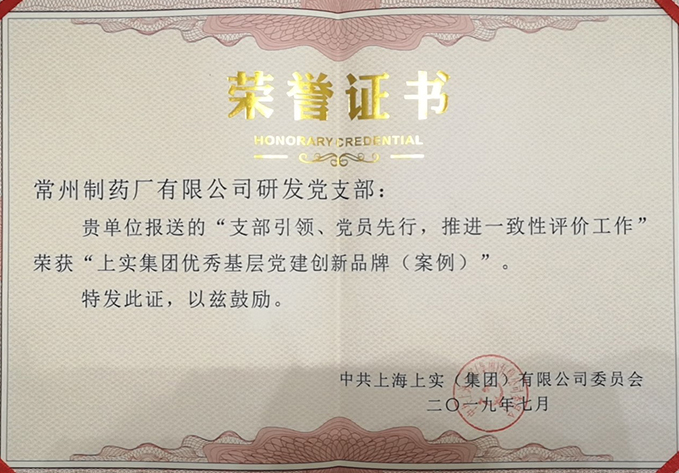 荣誉证书
HONORARY CREDENTIAL
常州制药厂有限公司研发党支部：
贵单位报送的“支部引领、党员先行，推进一致性评价工作”
荣获“上实集团优秀基层党建创新品牌（案例）”。
特发此证，以兹鼓励。
中共上海上实（集团）有限公司委员会
二〇一九年七月